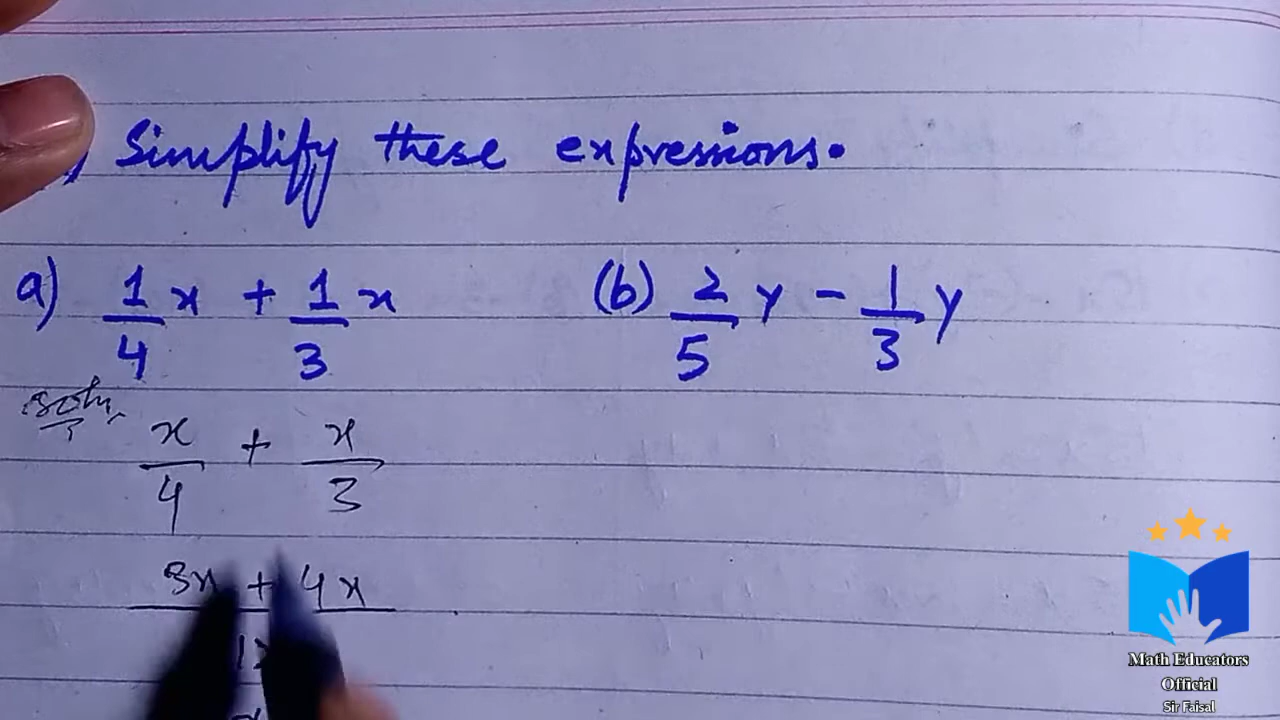 Simplify these expressions.
a) 1/4 x + 1/3 x (b) 2/5 y - 1/3 y
soln,
x/4 + x/3
3x + 4x
Math Educators
Official
Sir Faisal